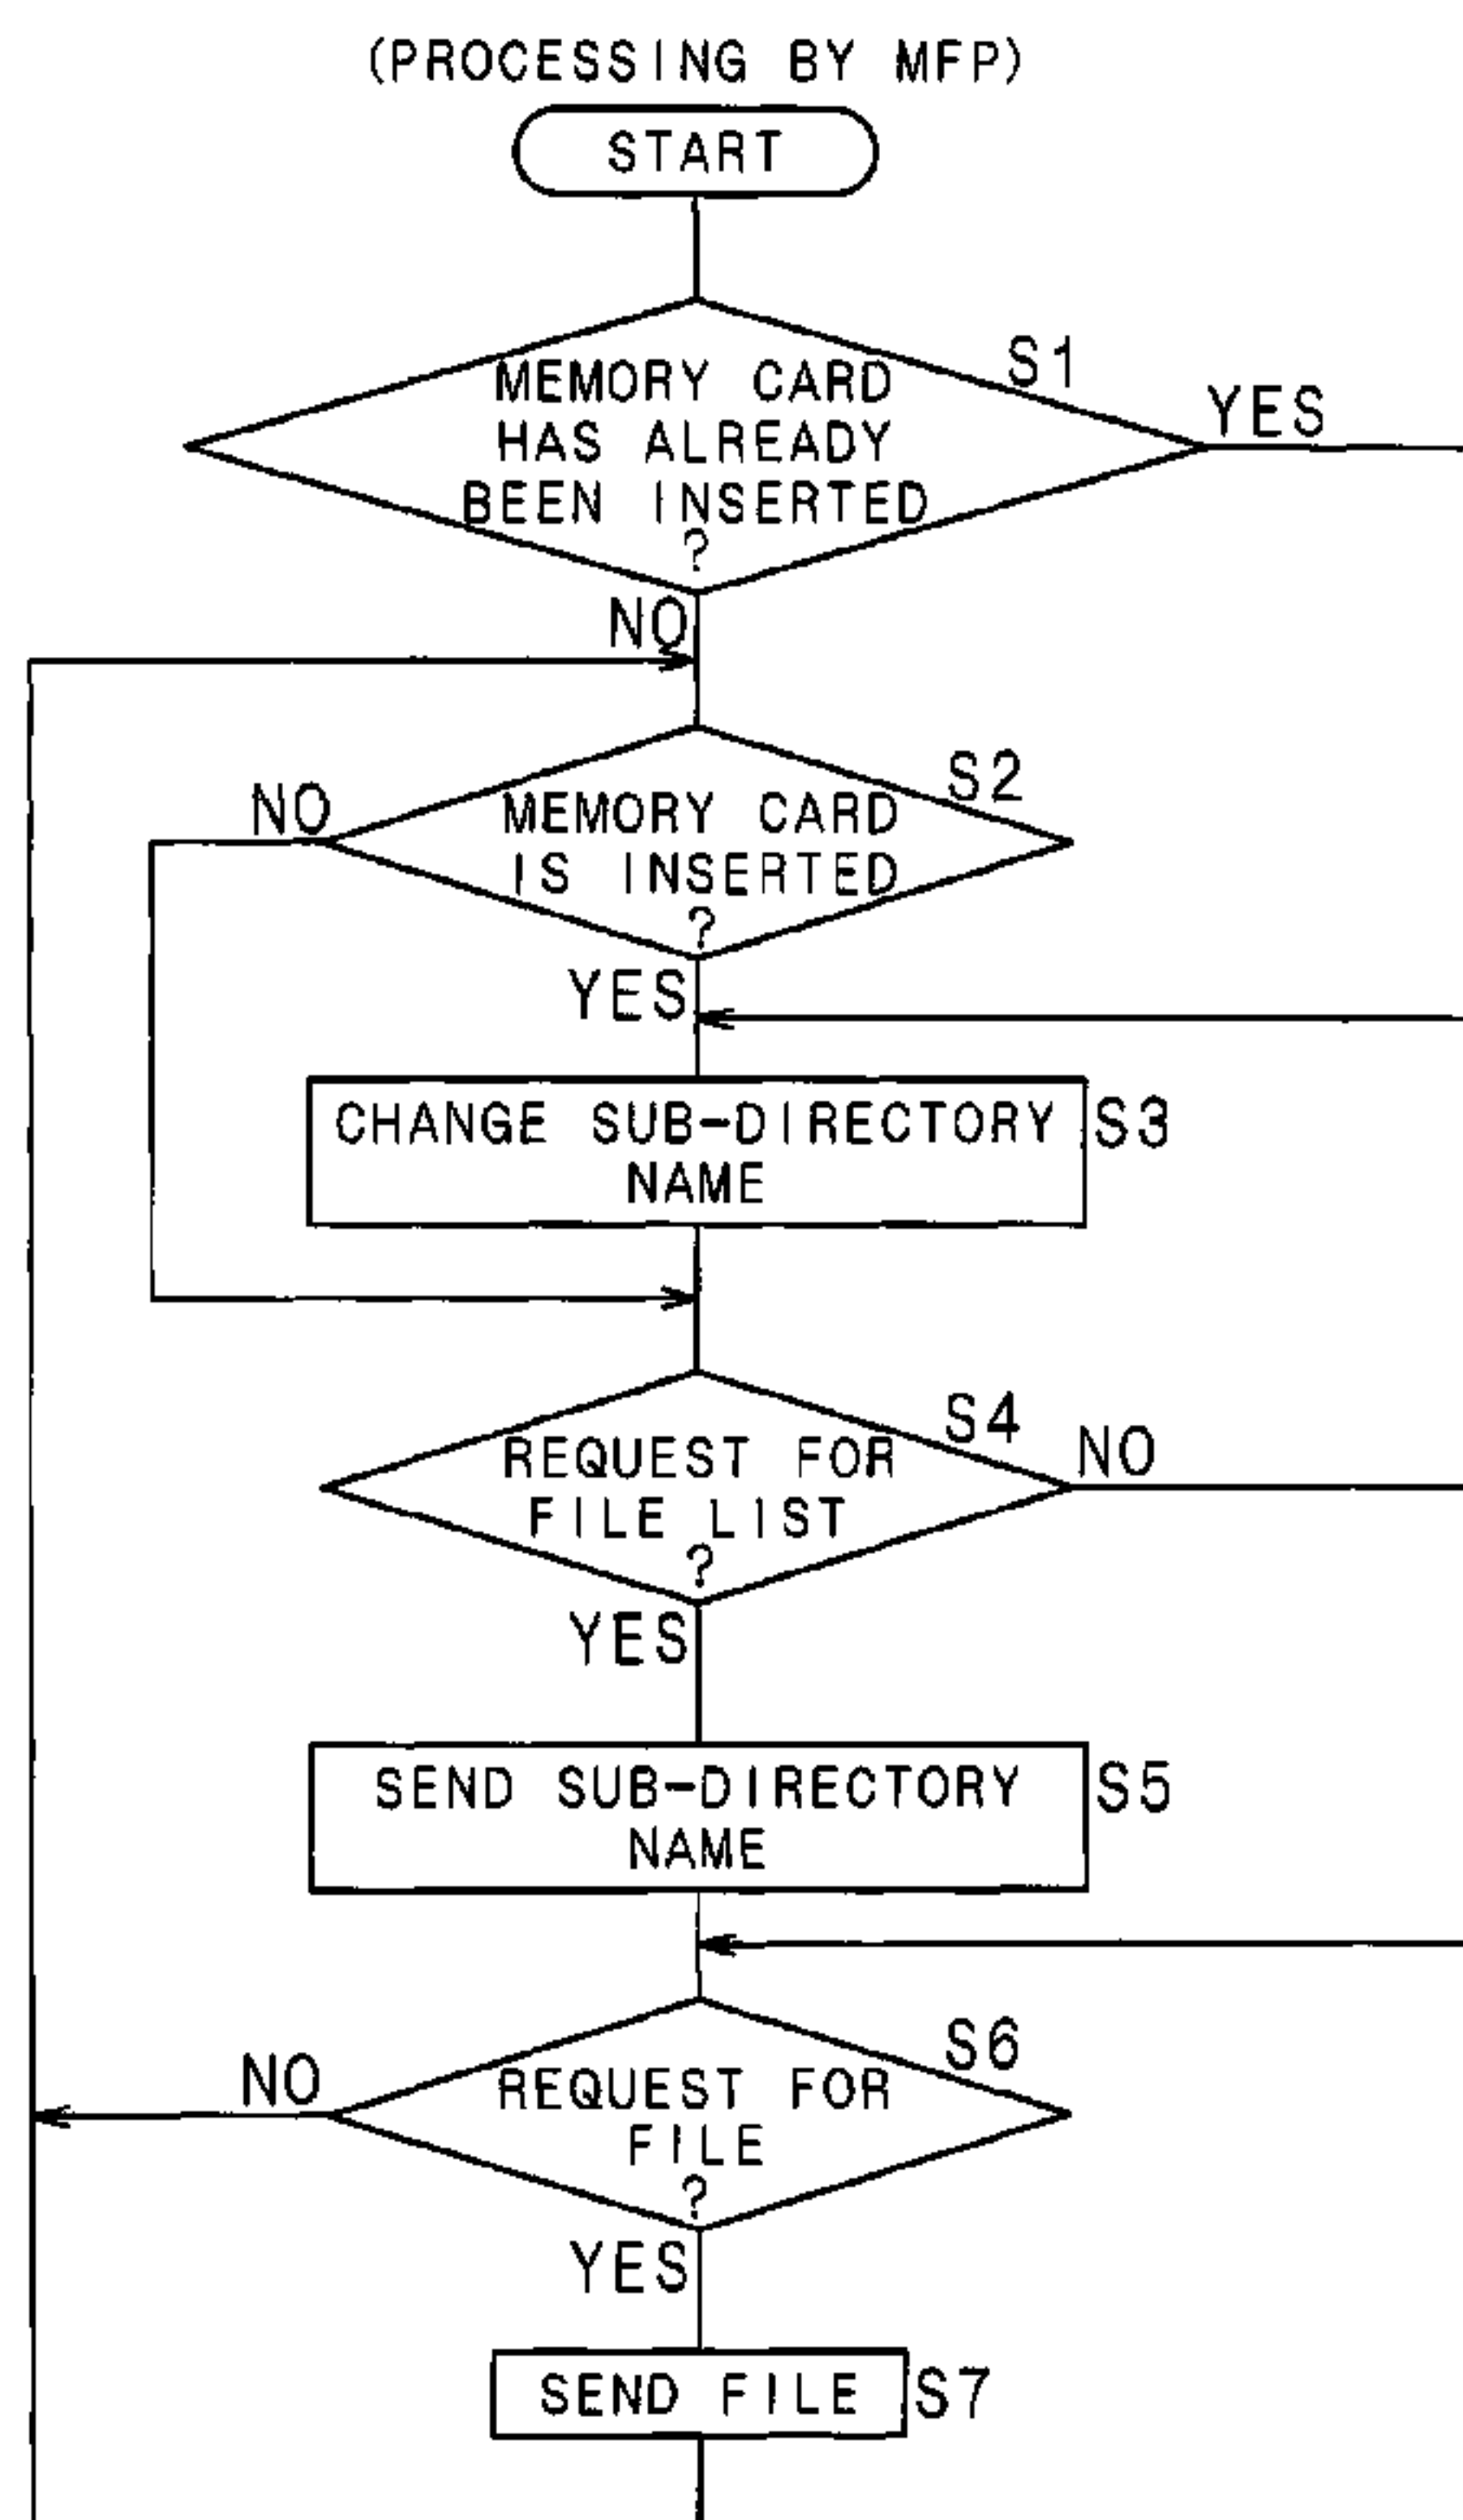 (PROCESSING BY MFP)
START
S1
MEMORY CARD
HAS ALREADY
BEEN INSERTED
?
YES
NO
S2
NO
MEMORY CARD
IS INSERTED
?
YES
CHANGE SUB-DIRECTORY
NAME
S3
S4
REQUEST FOR
FILE LIST
?
NO
YES
SEND SUB-DIRECTORY
NAME
S5
S6
NO
REQUEST FOR
FILE
?
YES
SEND FILE
S7